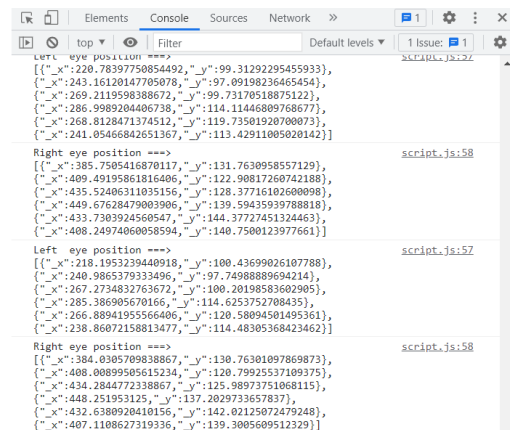 Elements Console Sources Network » 1
top ▼ Filter Default levels ▼ 1 Issue: 1
Left eye position ===> script.js:57
[{"_x":220.78397750854492,"_y":99.31292295455933},
{"_x":243.16120147705078,"_y":97.09198236465454},
{"_x":269.2119598388672,"_y":99.73170518875122},
{"_x":286.9989204406738,"_y":114.11446809768677},
{"_x":268.8128471374512,"_y":119.73501920700073},
{"_x":241.05466842651367,"_y":113.42911005020142}]
Right eye position ===> script.js:58
[{"_x":385.7505416870117,"_y":131.7630958557129},
{"_x":409.49195861816406,"_y":122.90817260742188},
{"_x":435.52406311035156,"_y":128.37716102600098},
{"_x":449.67628479003906,"_y":139.59435939788818},
{"_x":433.7303924560547,"_y":144.37727451324463},
{"_x":408.24974060058594,"_y":140.7500123977661}]
Left eye position ===> script.js:57
[{"_x":218.1953239440918,"_y":100.43699026107788},
{"_x":240.9865379333496,"_y":97.74988889694214},
{"_x":267.2734832763672,"_y":100.20198583602905},
{"_x":285.386905670166,"_y":114.6253752708435},
{"_x":266.88941955566406,"_y":120.58094501495361},
{"_x":238.86072158813477,"_y":114.48305368423462}]
Right eye position ===> script.js:58
[{"_x":384.0305709838867,"_y":130.76301097869873},
{"_x":408.00899505615234,"_y":120.79925537109375},
{"_x":434.2844772338867,"_y":125.98973751068115},
{"_x":448.251953125,"_y":137.2029733657837},
{"_x":432.6380920410156,"_y":142.02125072479248},
{"_x":407.1108627319336,"_y":139.3005609512329}]